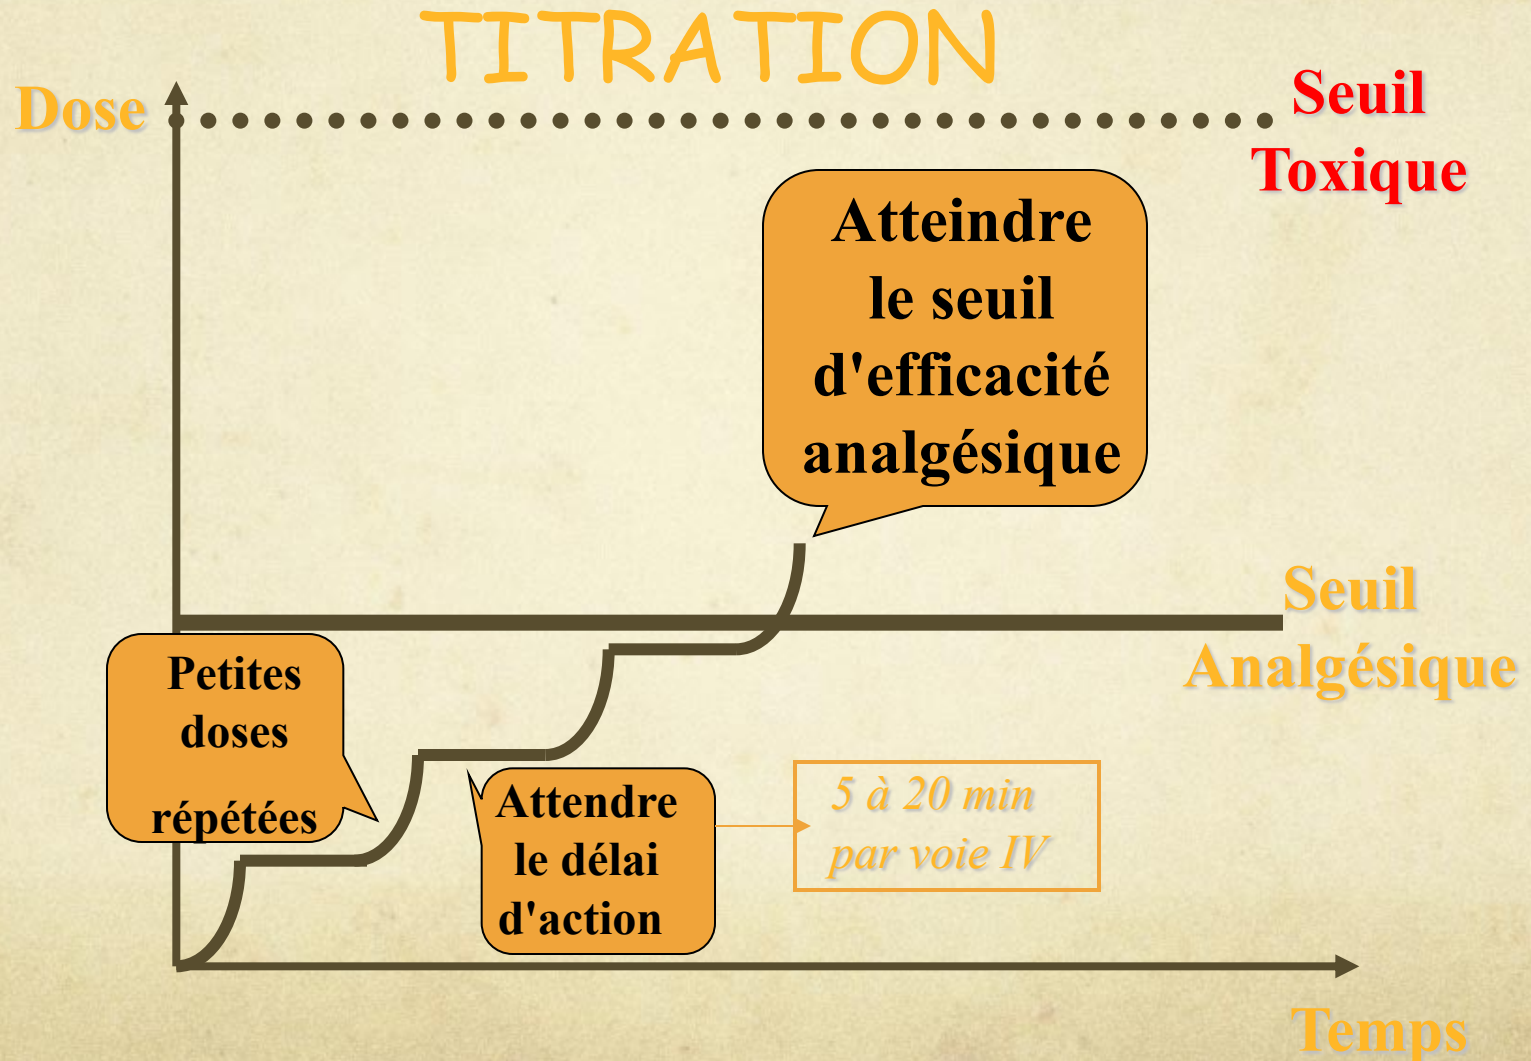 TITRATION
Dose
Seuil
Toxique
Atteindre
le seuil
d'efficacité
analgésique
Seuil
Analgésique
Petites
doses
répétées
Attendre
le délai
d'action
5 à 20 min
par voie IV
Temps